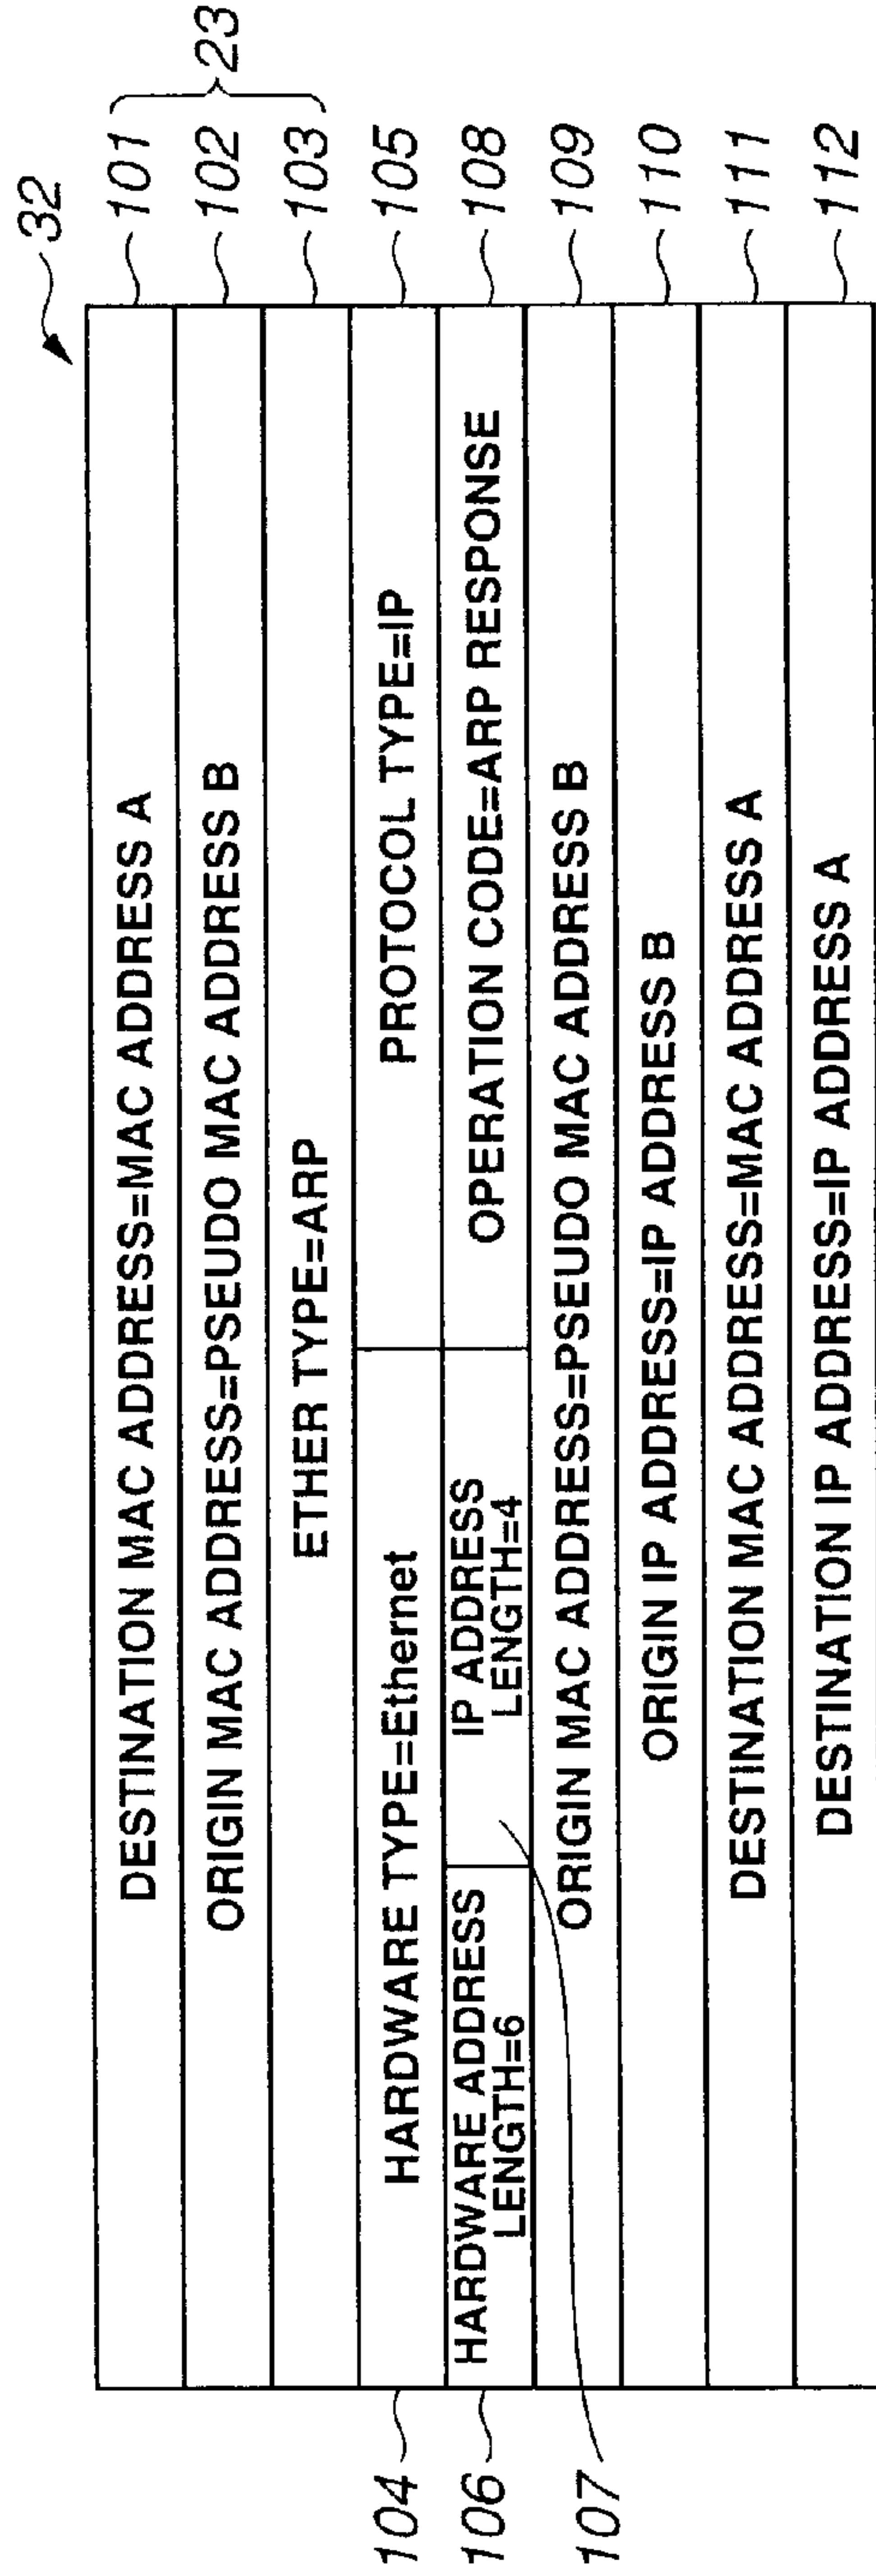 32
DESTINATION MAC ADDRESS=MAC ADDRESS A 101
ORIGIN MAC ADDRESS=PSEUDO MAC ADDRESS B 102 23
ETHER TYPE=ARP 103
104 HARDWARE TYPE=Ethernet PROTOCOL TYPE=IP 105
106 HARDWARE ADDRESS LENGTH=6 IP ADDRESS LENGTH=4 OPERATION CODE=ARP RESPONSE 108
107 ORIGIN MAC ADDRESS=PSEUDO MAC ADDRESS B 109
ORIGIN IP ADDRESS=IP ADDRESS B 110
DESTINATION MAC ADDRESS=MAC ADDRESS A 111
DESTINATION IP ADDRESS=IP ADDRESS A 112